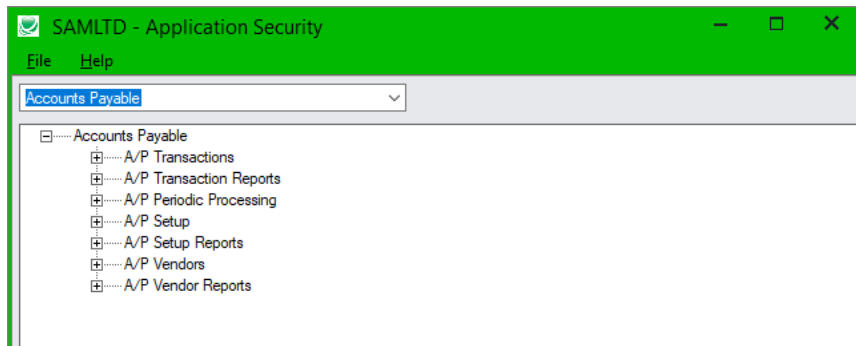 SAMLTD - Application Security
File Help
Accounts Payable
Accounts Payable
A/P Transactions
A/P Transaction Reports
A/P Periodic Processing
A/P Setup
A/P Setup Reports
A/P Vendors
A/P Vendor Reports